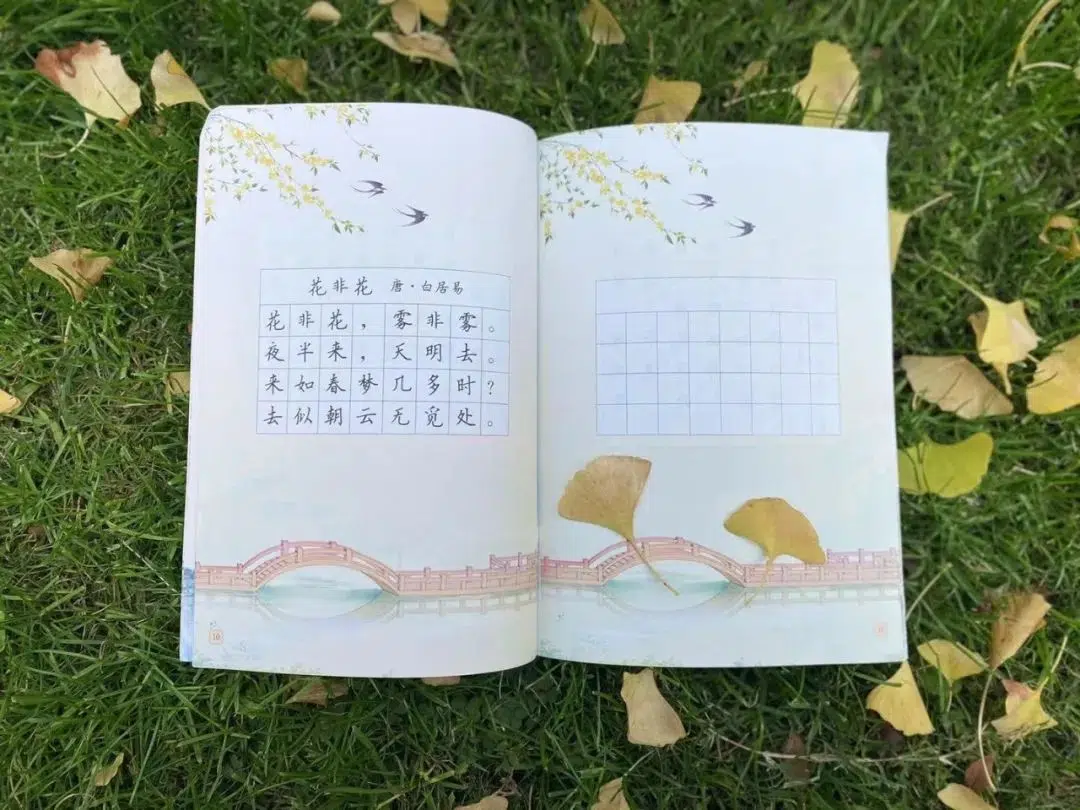 花非花 唐·白居易
花非花，雾非雾。
夜半来，天明去。
来如春梦几多时？
去似朝云无觅处。
10